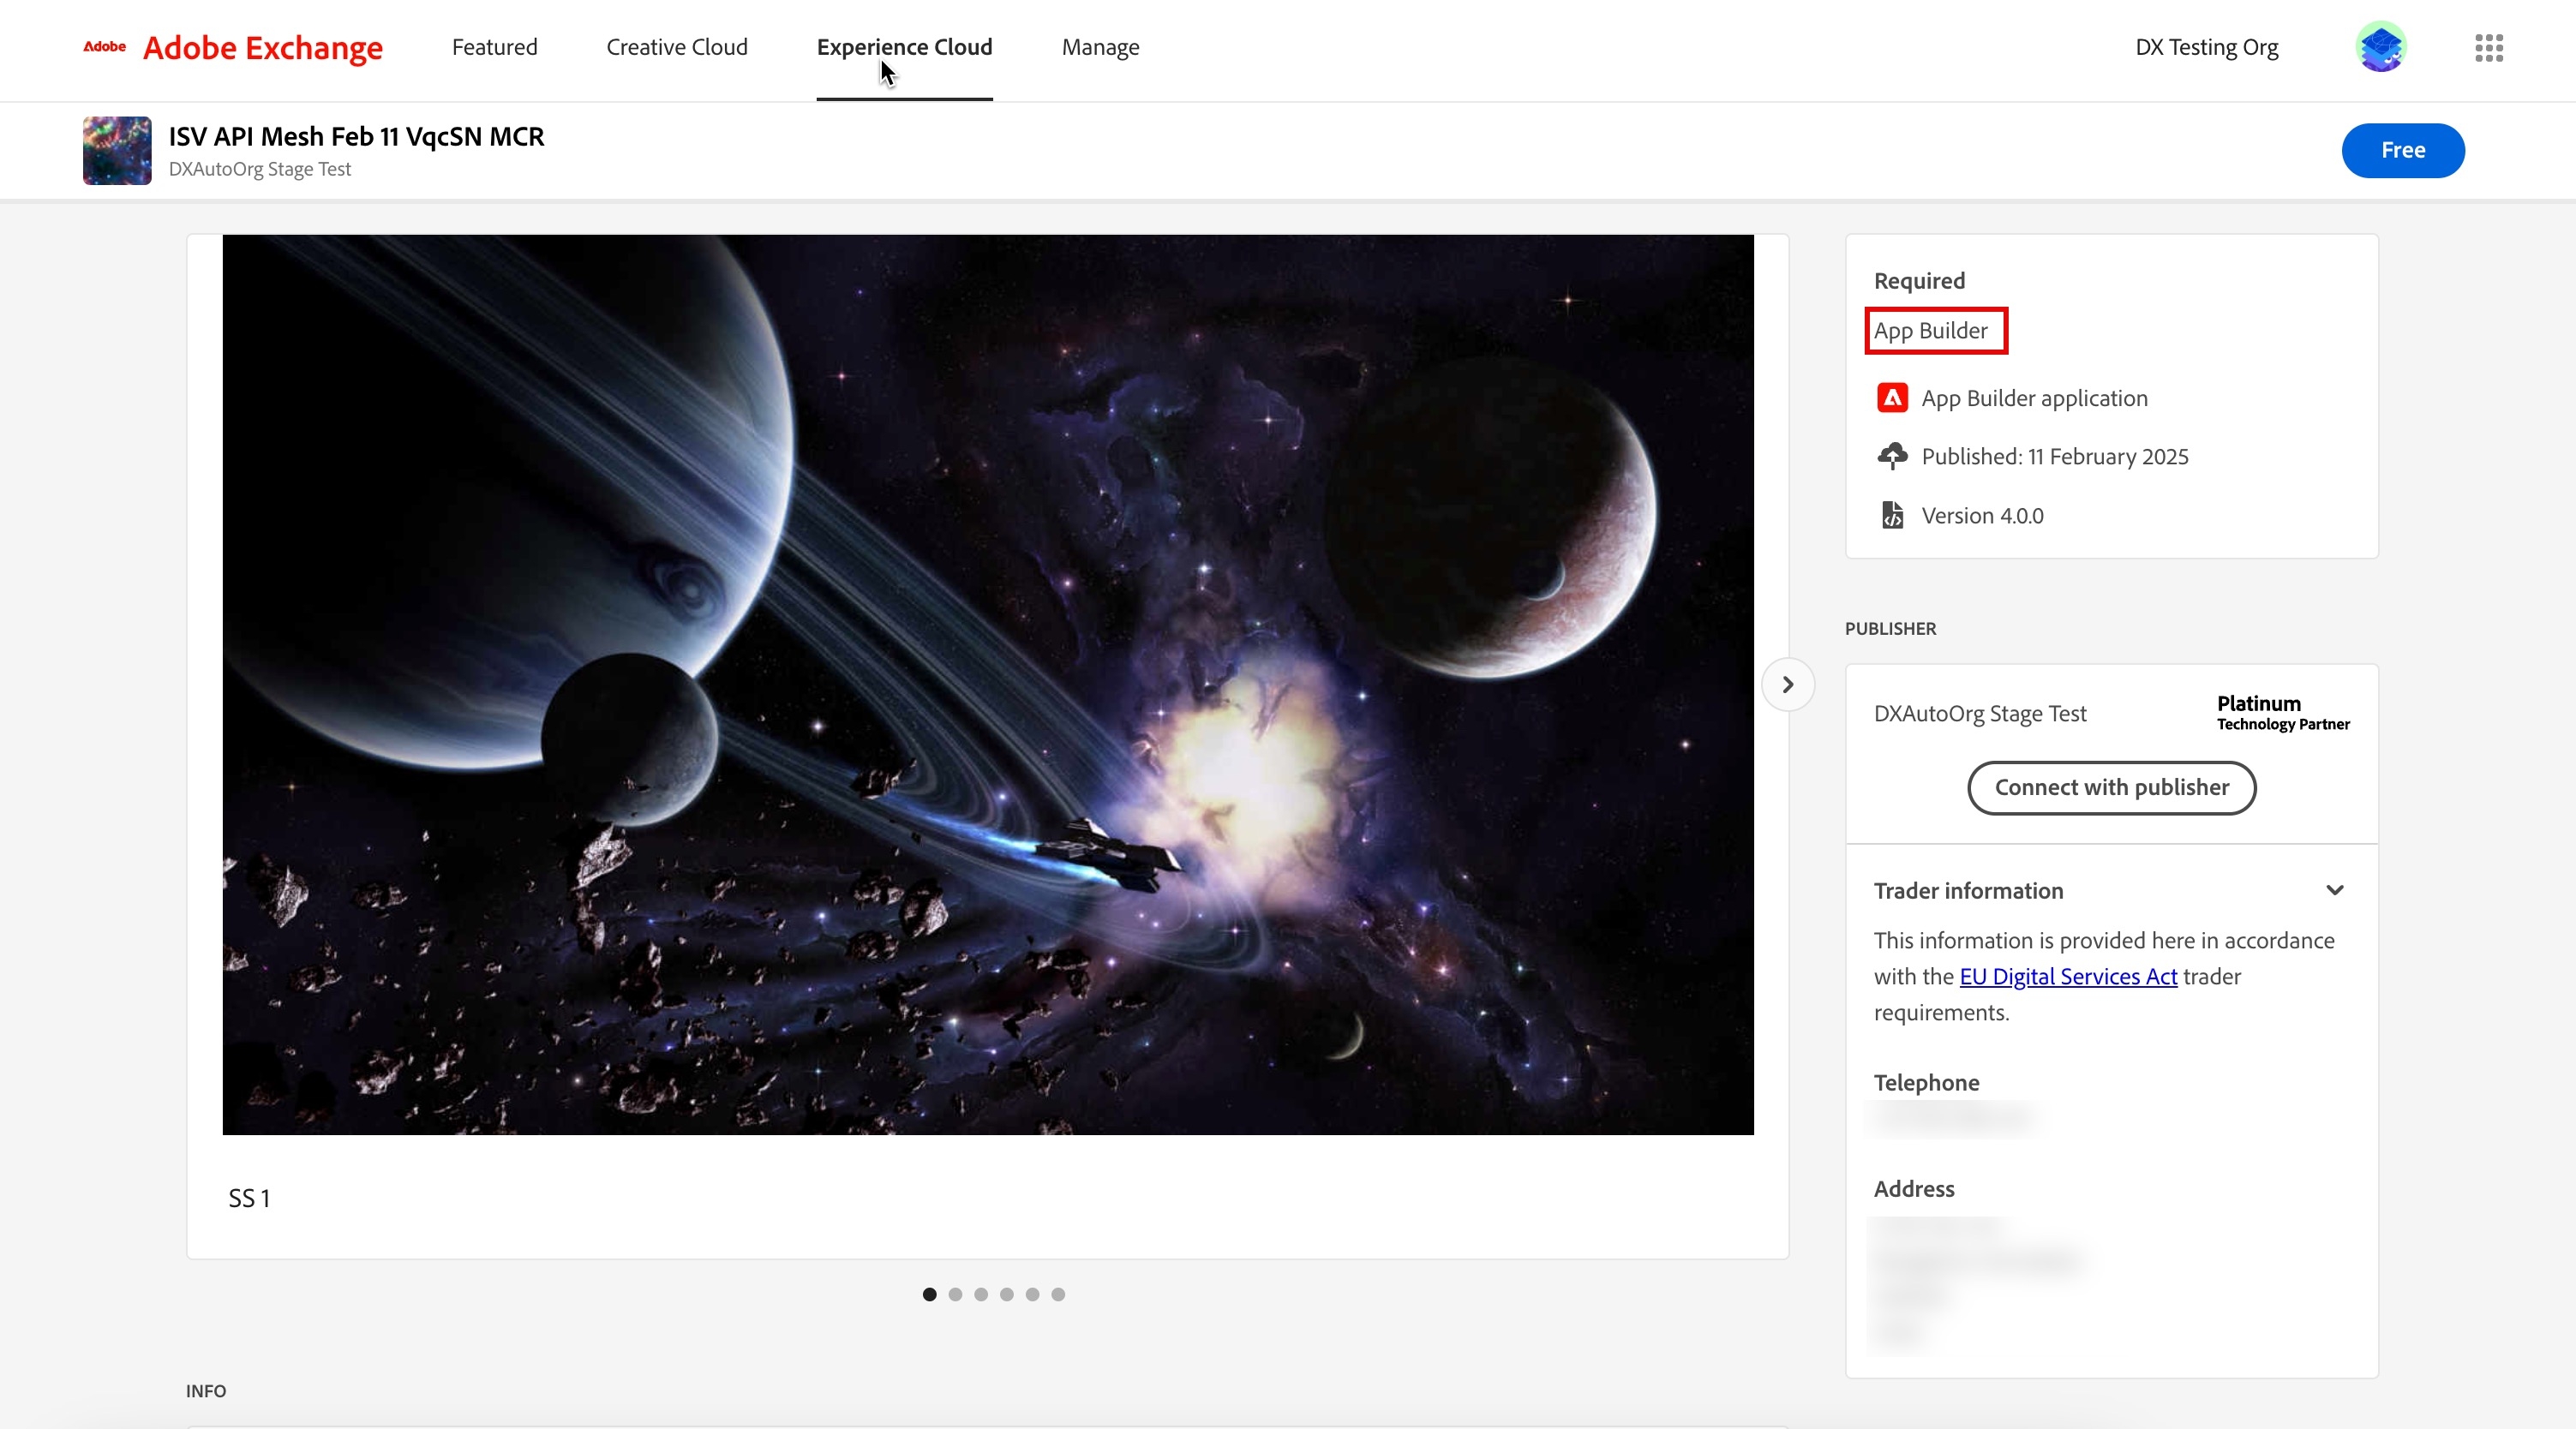 Adobe Adobe Exchange Featured Creative Cloud Experience Cloud Manage DX Testing Org
ISV API Mesh Feb 11 VqcSN MCR
DXAutoOrg Stage Test
Free
Required
App Builder
App Builder application
Published: 11 February 2025
Version 4.0.0
PUBLISHER
DXAutoOrg Stage Test
Platinum
Technology Partner
Connect with publisher
Trader information
This information is provided here in accordance
with the EU Digital Services Act trader
requirements.
Telephone
Address
SS 1
INFO